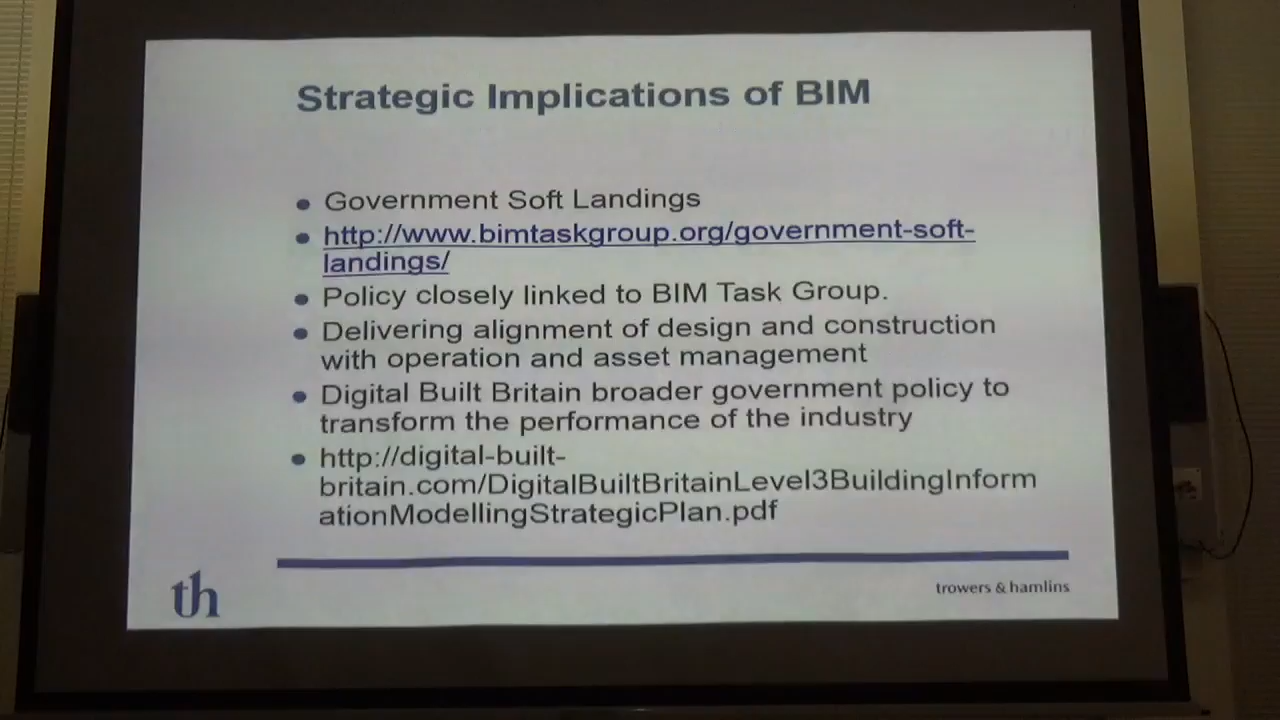 Strategic Implications of BIM
• Government Soft Landings
• http://www.bimtaskgroup.org/government-soft-
landings/
• Policy closely linked to BIM Task Group.
• Delivering alignment of design and construction
with operation and asset management
• Digital Built Britain broader government policy to
transform the performance of the industry
• http://digital-built-
britain.com/DigitalBuiltBritainLevel3BuildingInform
ationModellingStrategicPlan.pdf
th
trowers & hamlins